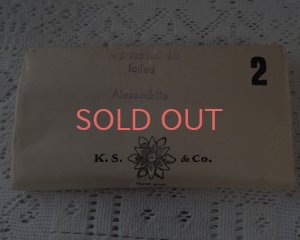 foiled
2
Alexandrite
SOLD OUT
K. S. & Co.